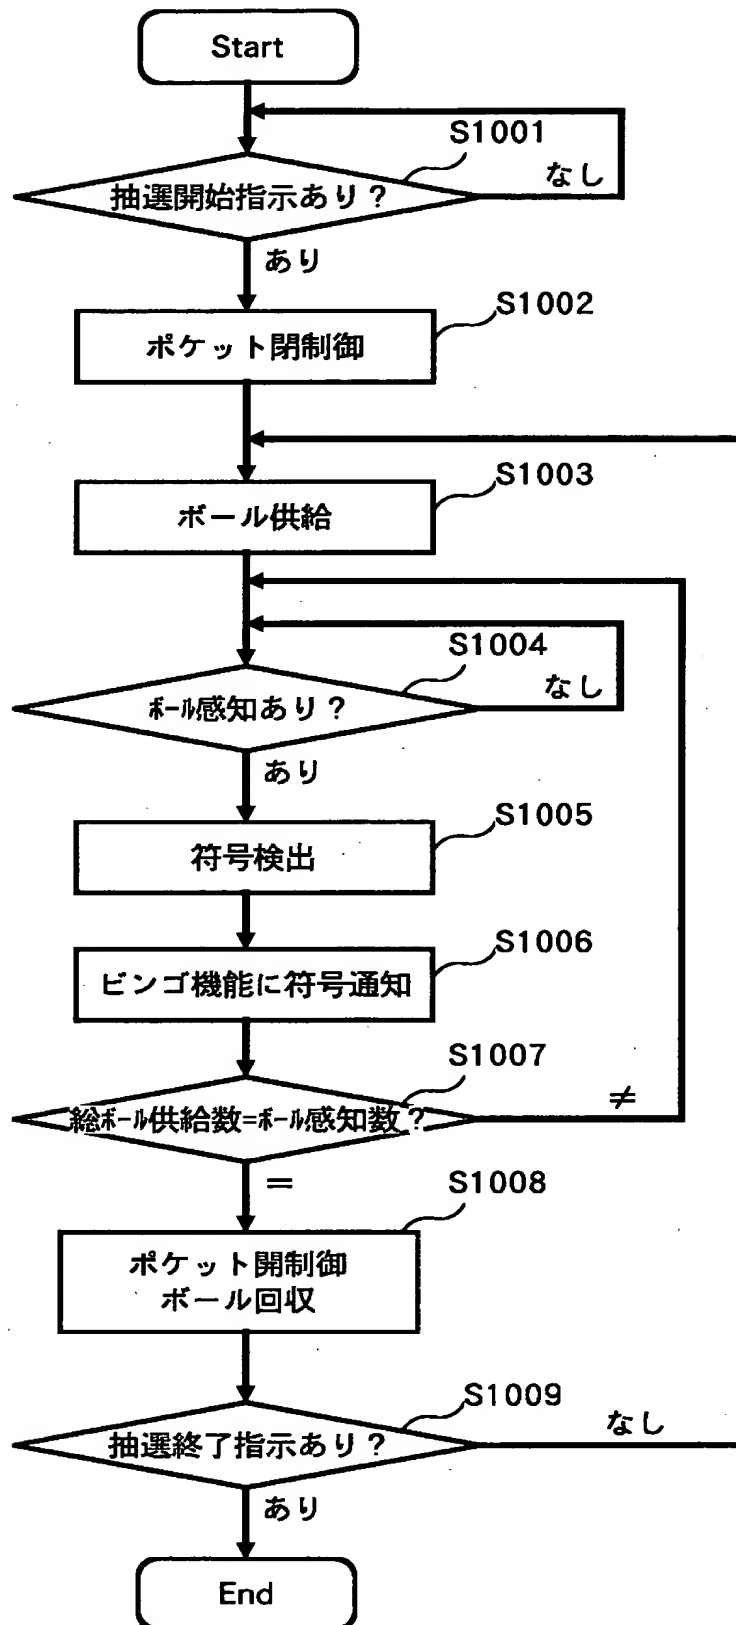 Start
S1001
抽選開始指示あり?
なし
あり
S1002
ポケット閉制御
S1003
ボール供給
S1004
ボール感知あり?
なし
あり
S1005
符号検出
S1006
ビンゴ機能に符号通知
S1007
総ボール供給数=ボール感知数?
≠
=
S1008
ポケット開制御
ボール回収
S1009
抽選終了指示あり?
なし
あり
End